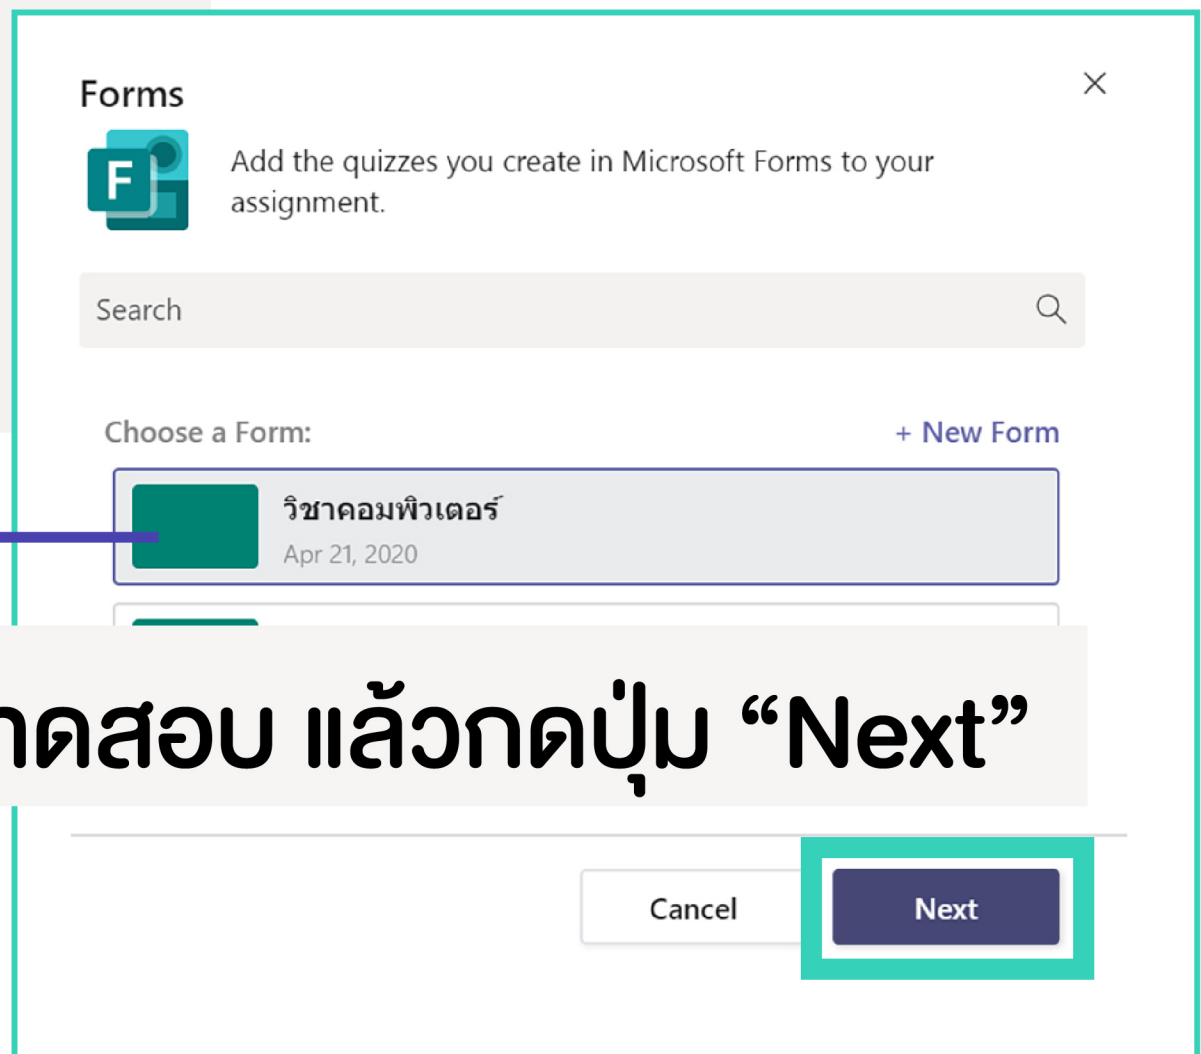 Forms
F
Add the quizzes you create in Microsoft Forms to your
assignment.
Search
Choose a Form:
+ New Form
วิชาคอมพิวเตอร์
Apr 21, 2020
ทดสอบ แล้วกดปุ่ม “Next”
Cancel
Next